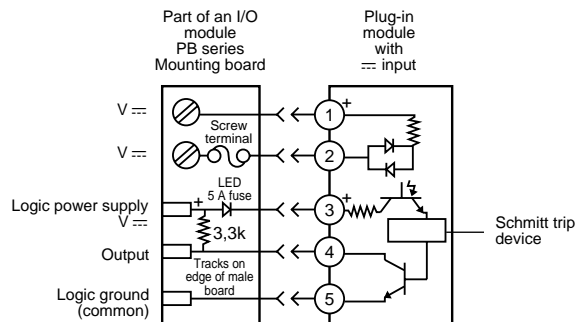 Part of an I/O
module
PB series
Mounting board
Plug-in
module
with
⎓ input
V ⎓
1
+
Screw
terminal
V ⎓
2
LED
5 A fuse
Logic power supply
V ⎓
+
3
+
3,3k
Schmitt trip
device
Output
4
Tracks on
edge of male
board
Logic ground
(common)
5